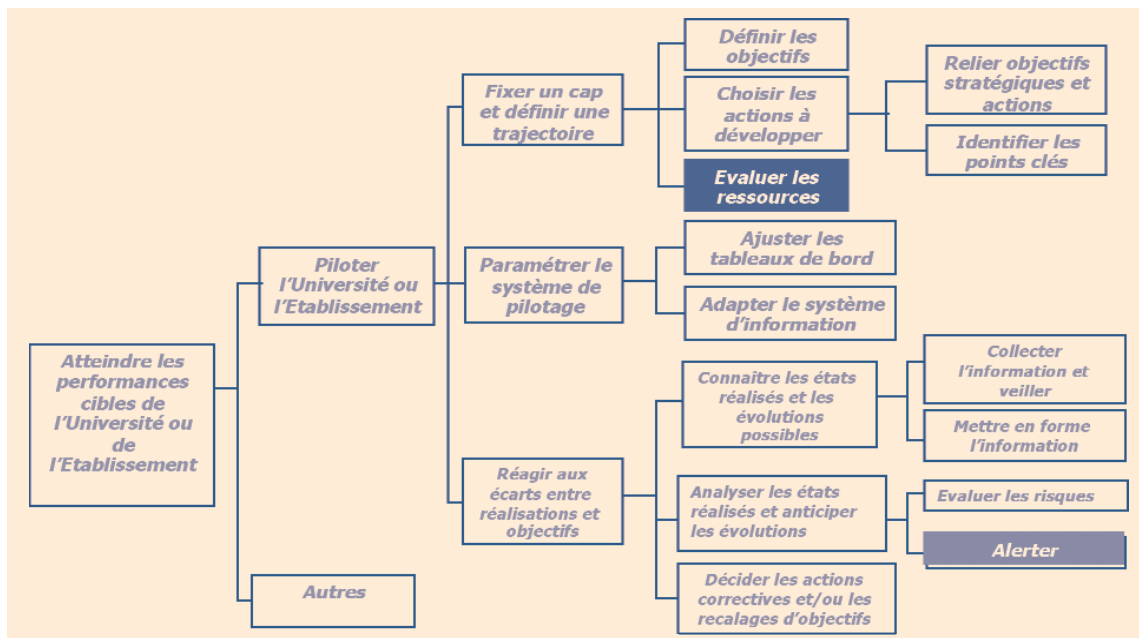 Définir les
objectifs
Relier objectifs
stratégiques et
actions
Fixer un cap
et définir une
trajectoire
Choisir les
actions à
développer
Identifier les
points clés
Evaluer les
ressources
Ajuster les
tableaux de bord
Piloter
l'Université ou
l'Etablissement
Paramétrer le
système de
pilotage
Adapter le système
d'information
Atteindre les
performances
cibles de
l'Université ou
de
l'Etablissement
Collecter
l'information et
veiller
Connaître les états
réalisés et les
évolutions
possibles
Mettre en forme
l'information
Réagir aux
écarts entre
réalisations et
objectifs
Analyser les états
réalisés et anticiper
les évolutions
Evaluer les risques
Alerter
Autres
Décider les actions
correctives et/ou les
recalages d'objectifs